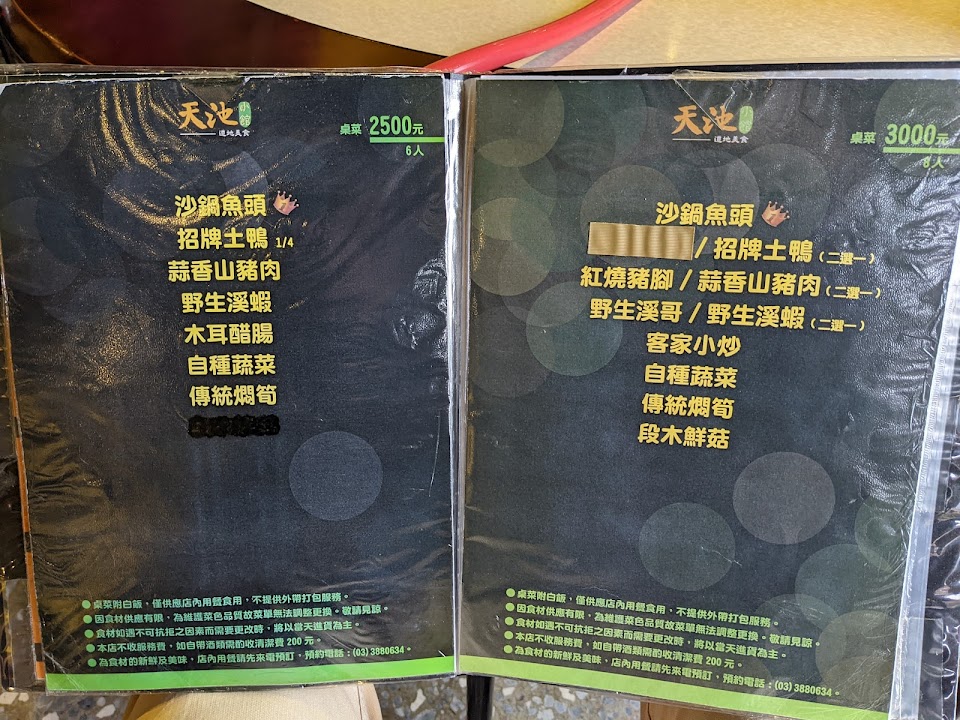 天池 小館
道地美食
桌菜 2500元
6人
沙鍋魚頭
招牌土鴨 1/4
蒜香山豬肉
野生溪蝦
木耳醋腸
自種蔬菜
傳統燜筍
●桌菜附白飯，僅供應店內用餐食用，不提供外帶打包服務。
●因食材供應有限，為維護菜色品質故菜單無法調整更換。敬請見諒。
●食材如遇不可抗拒之因素而需要更改時，將以當天進貨為主。
●本店不收服務費，如自帶酒類需酌收清潔費 200 元。
●為食材的新鮮及美味，店內用餐請先來電預訂，預約電話：(03) 3880634。
天池 小館
道地美食
桌菜 3000元
8人
沙鍋魚頭
/ 招牌土鴨 (二選一)
紅燒豬腳 / 蒜香山豬肉 (二選一)
野生溪哥 / 野生溪蝦 (二選一)
客家小炒
自種蔬菜
傳統燜筍
段木鮮菇
●桌菜附白飯，僅供應店內用餐食用，不提供外帶打包服務。
●因食材供應有限，為維護菜色品質故菜單無法調整更換。敬請見諒。
●食材如遇不可抗拒之因素而需要更改時，將以當天進貨為主。
●本店不收服務費，如自帶酒類需酌收清潔費 200 元。
●為食材的新鮮及美味，店內用餐請先來電預訂，預約電話：(03) 3880634。